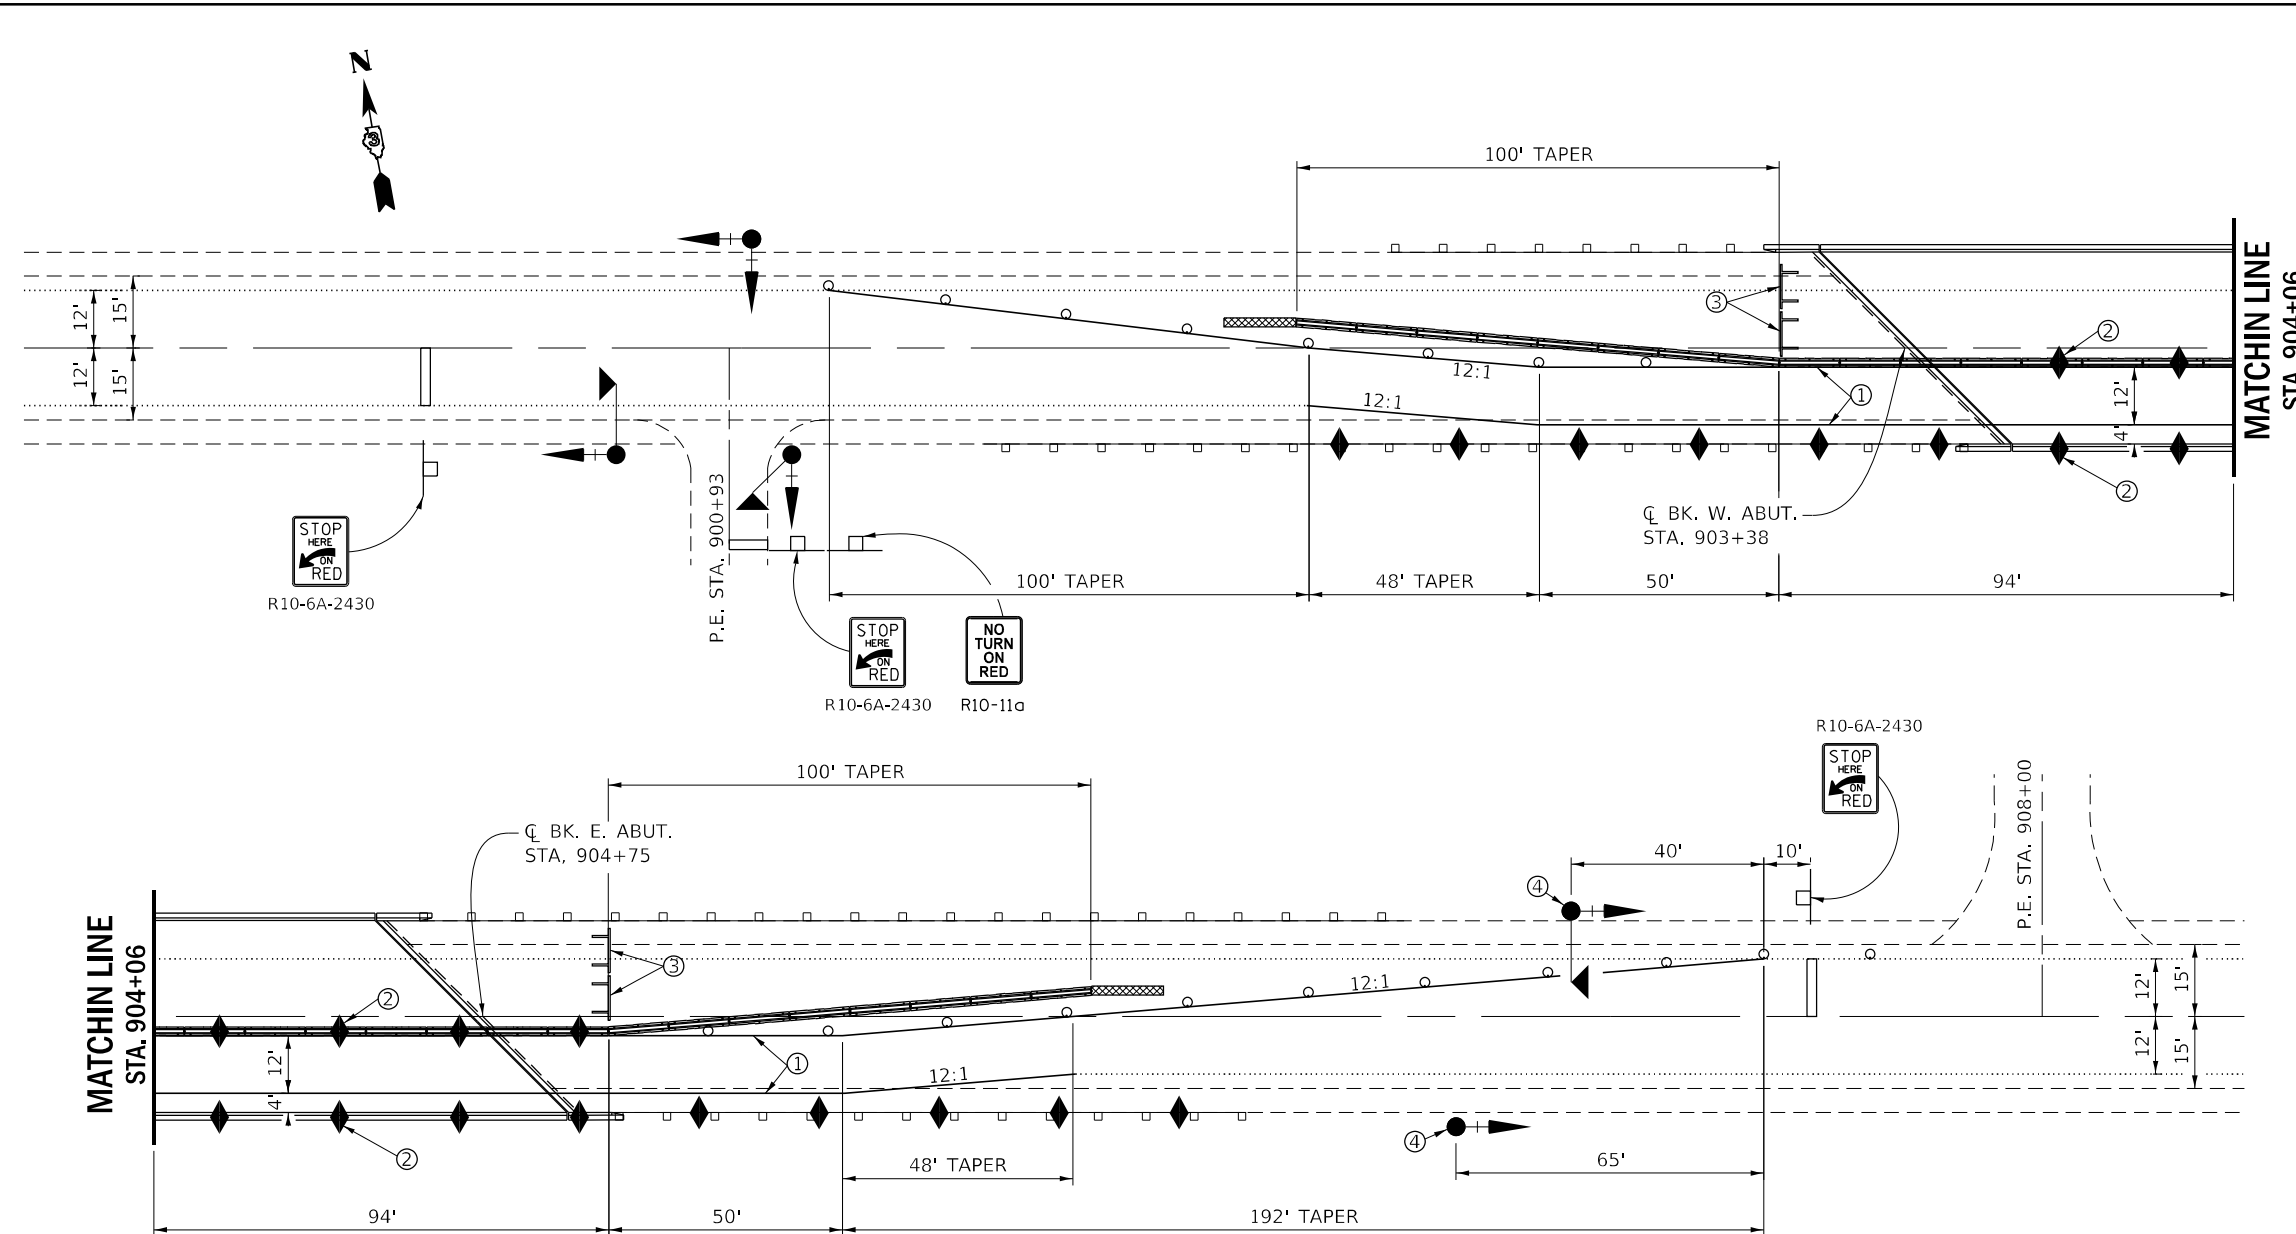 N
3
100' TAPER
12'
15'
12'
15'
3
2
MATCHIN LINE
STA. 904+06
12:1
12:1
1
12'
4'
2
STOP
HERE
ON
RED
R10-6A-2430
P.E. STA. 900+93
℄ BK. W. ABUT.
STA. 903+38
100' TAPER
48' TAPER
50'
94'
STOP
HERE
ON
RED
R10-6A-2430
NO
TURN
ON
RED
R10-11a
R10-6A-2430
STOP
HERE
ON
RED
100' TAPER
℄ BK. E. ABUT.
STA, 904+75
40'
10'
P.E. STA. 908+00
4
MATCHIN LINE
STA. 904+06
2
3
12:1
12'
15'
12'
15'
12'
4'
1
12:1
2
4
48' TAPER
65'
94'
50'
192' TAPER